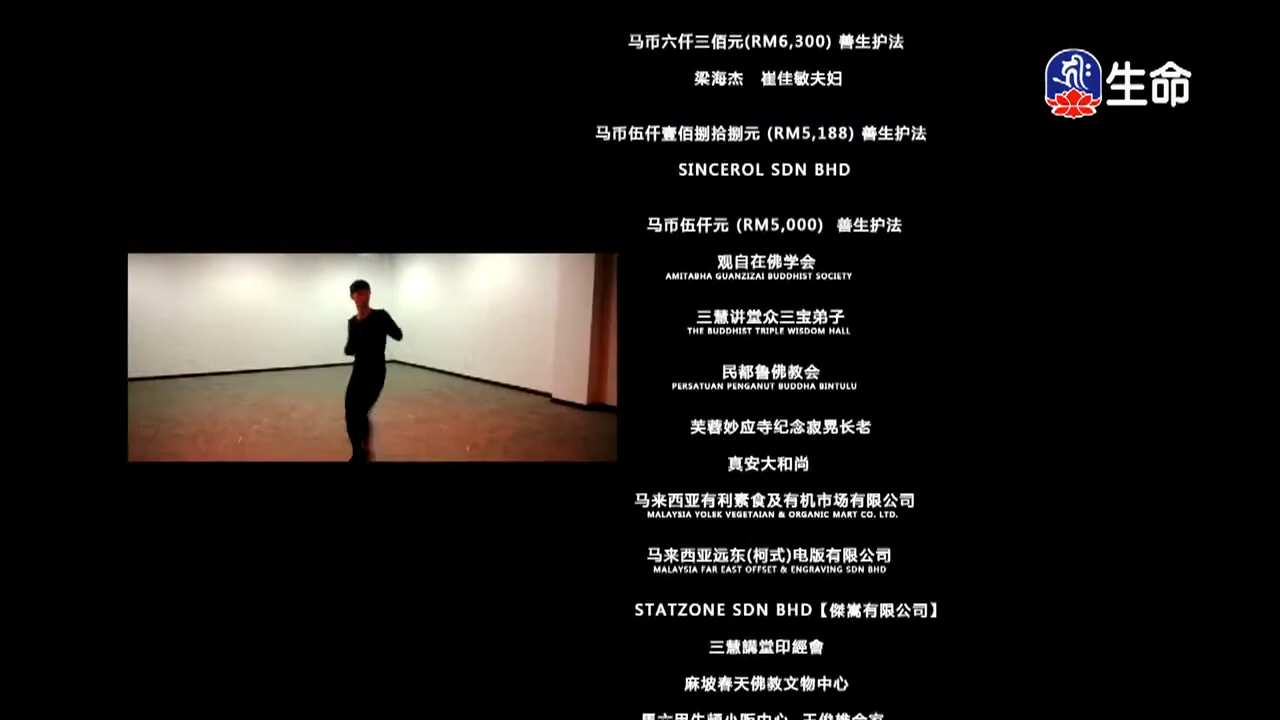 马币六仟三佰元(RM6,300) 善生护法
梁海杰 崔佳敏夫妇
生命
马币伍仟壹佰捌拾捌元 (RM5,188) 善生护法
SINCEROL SDN BHD
马币伍仟元 (RM5,000) 善生护法
观自在佛学会
AMITABHA GUANZIZAI BUDDHIST SOCIETY
三慧讲堂众三宝弟子
THE BUDDHIST TRIPLE WISDOM HALL
民都鲁佛教会
PERSATUAN PENGANUT BUDDHA BINTULU
芙蓉妙应寺纪念寂晃长老
真安大和尚
马来西亚有利素食及有机市场有限公司
MALAYSIA YOLEK VEGETAIAN & ORGANIC MART CO. LTD.
马来西亚远东(柯式)电版有限公司
MALAYSIA FAR EAST OFFSET & ENGRAVING SDN BHD
STATZONE SDN BHD【傑嵩有限公司】
三慧講堂印經會
麻坡春天佛教文物中心